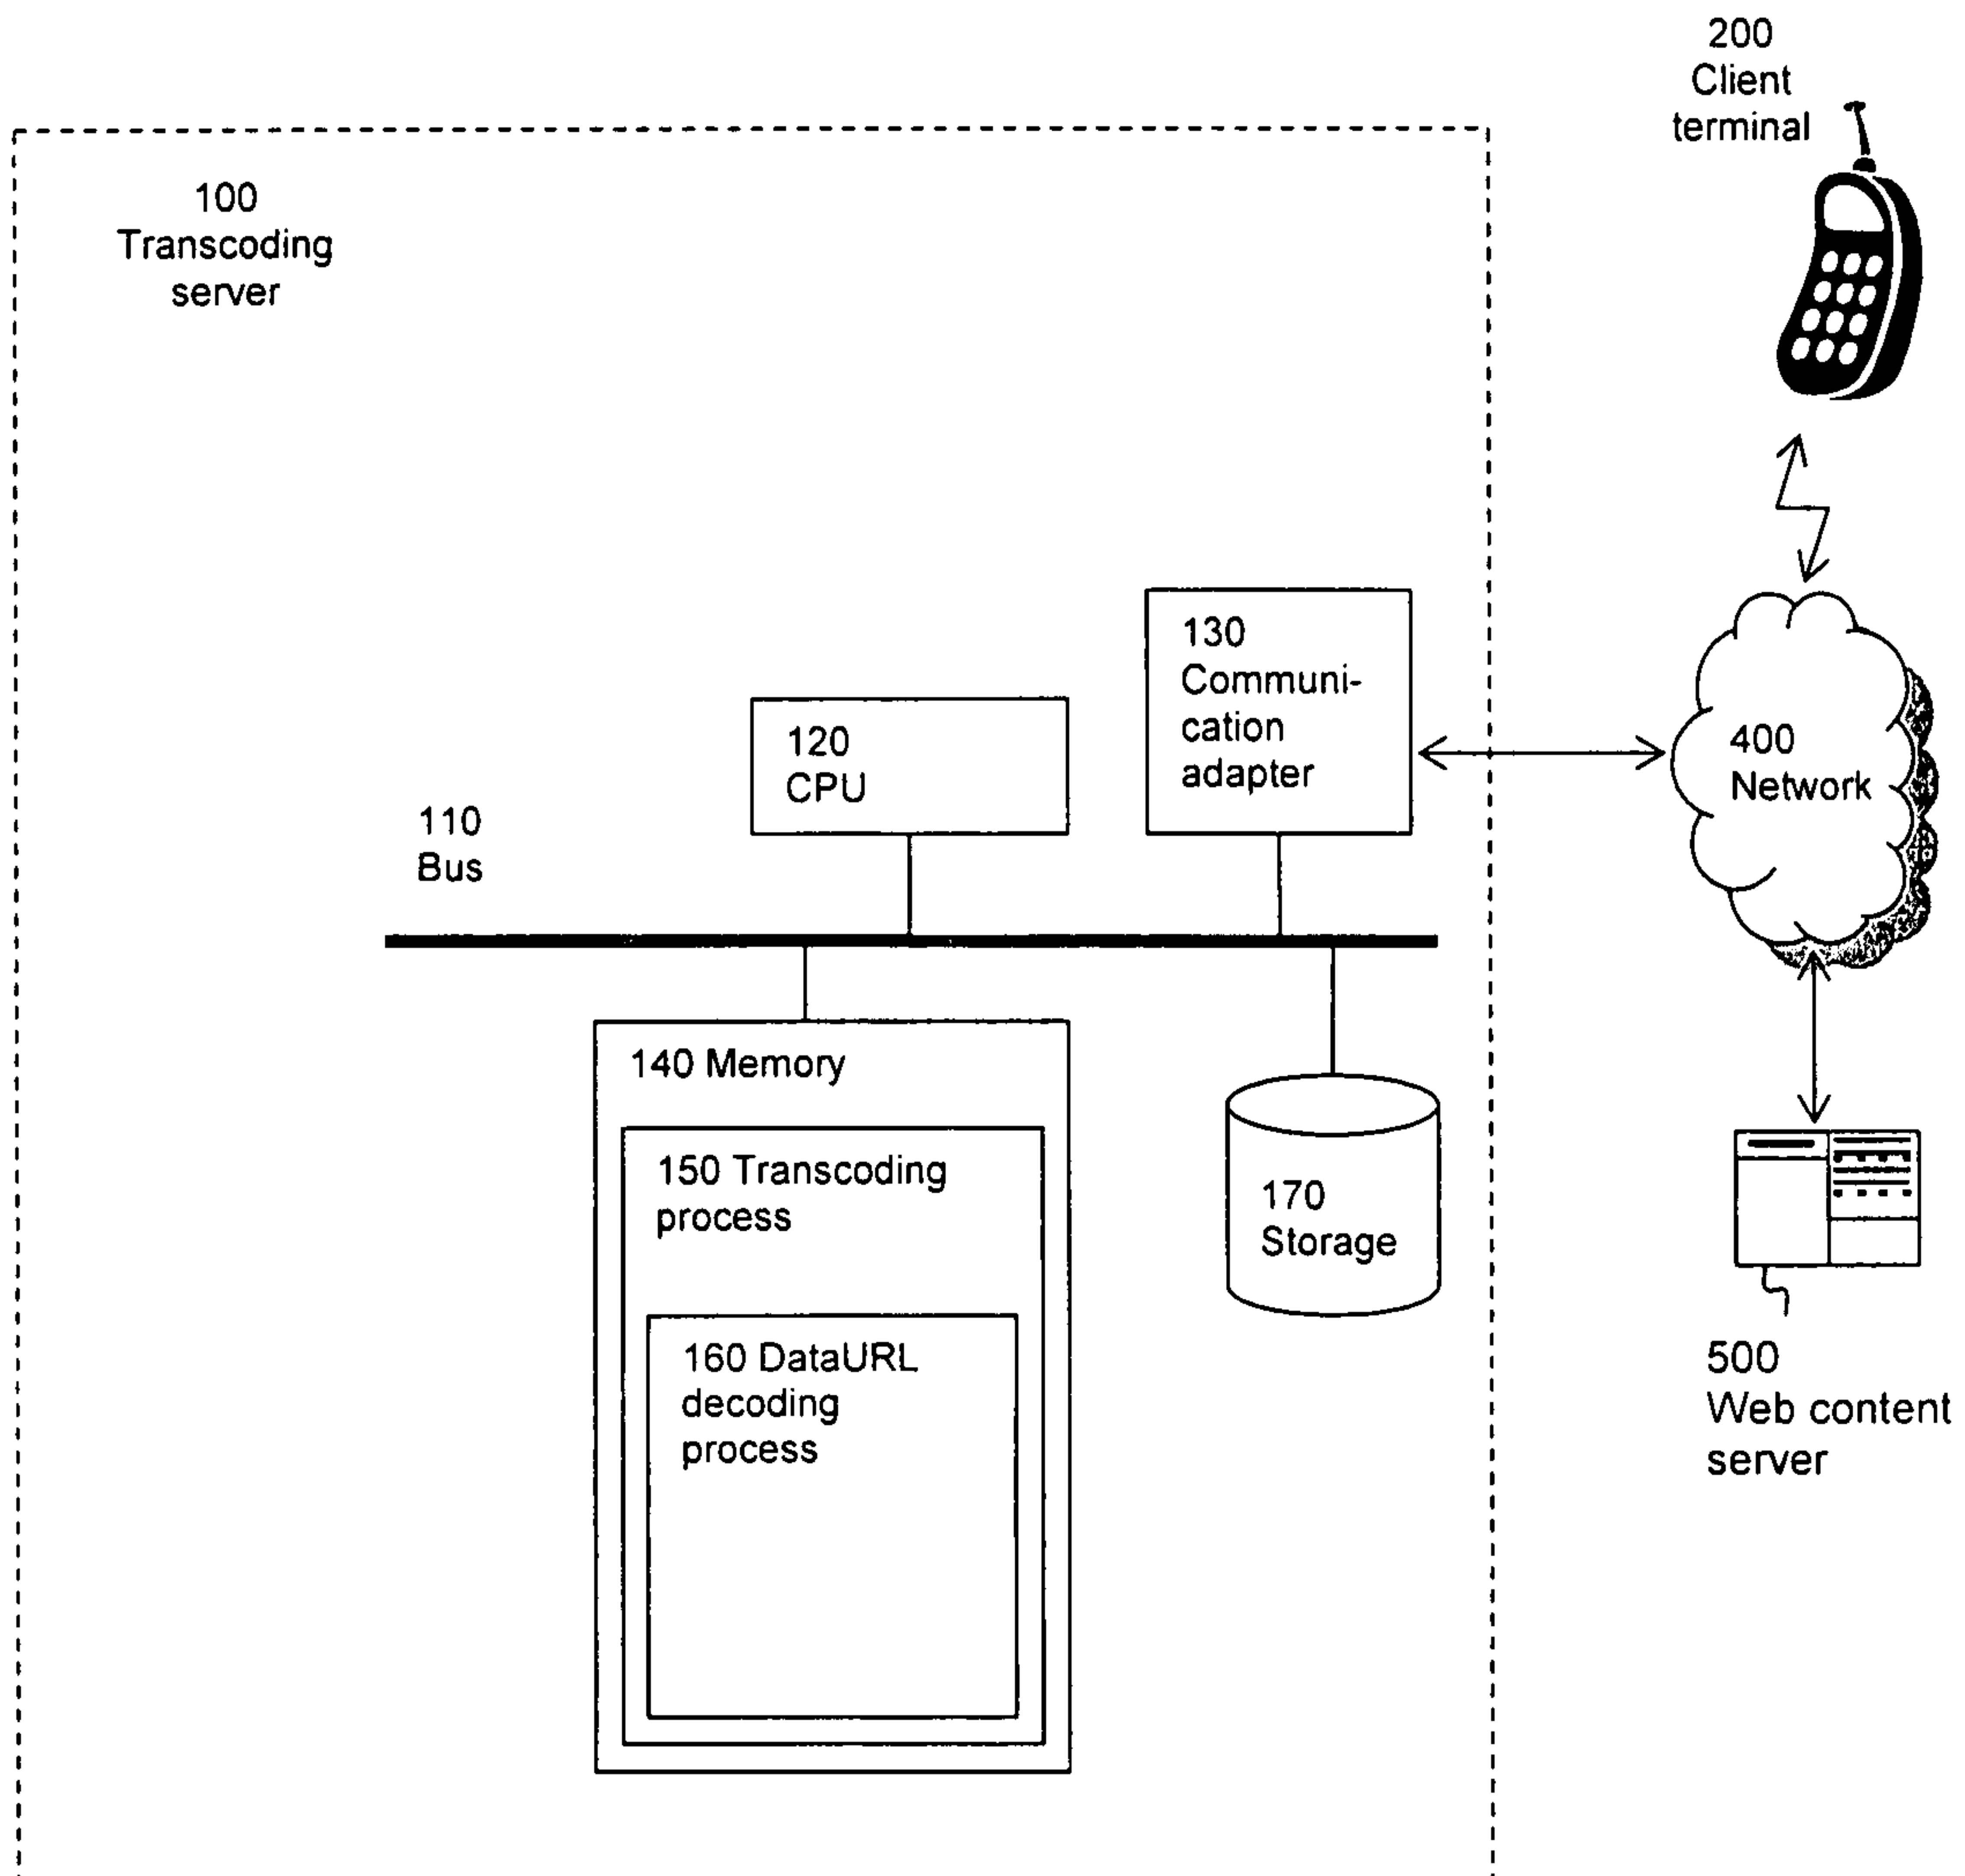 200
Client
terminal
100
Transcoding
server
130
Communi-
cation
adapter
120
CPU
400
Network
110
Bus
140 Memory
150 Transcoding
process
170
Storage
160 DataURL
decoding
process
500
Web content
server